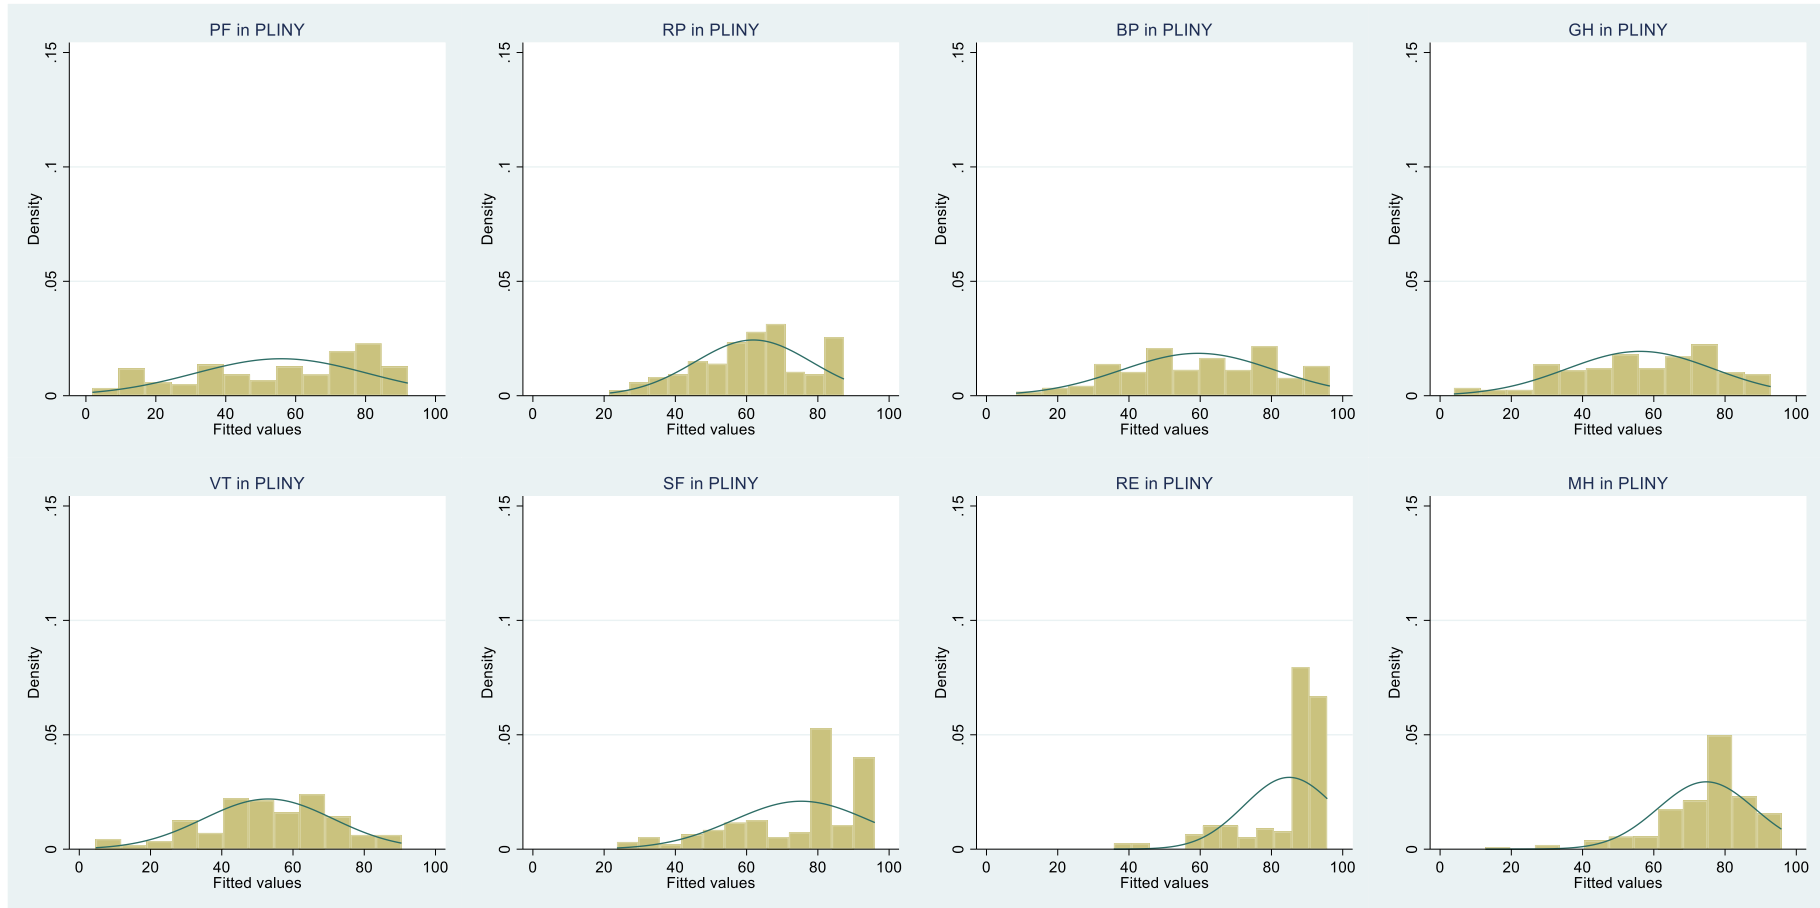 PF in PLINY
Density
0
.05
.1
.15
0 20 40 60 80 100
Fitted values
RP in PLINY
Density
0
.05
.1
.15
0 20 40 60 80 100
Fitted values
BP in PLINY
Density
0
.05
.1
.15
0 20 40 60 80 100
Fitted values
GH in PLINY
Density
0
.05
.1
.15
0 20 40 60 80 100
Fitted values
VT in PLINY
Density
0
.05
.1
.15
0 20 40 60 80 100
Fitted values
SF in PLINY
Density
0
.05
.1
.15
0 20 40 60 80 100
Fitted values
RE in PLINY
Density
0
.05
.1
.15
0 20 40 60 80 100
Fitted values
MH in PLINY
Density
0
.05
.1
.15
0 20 40 60 80 100
Fitted values